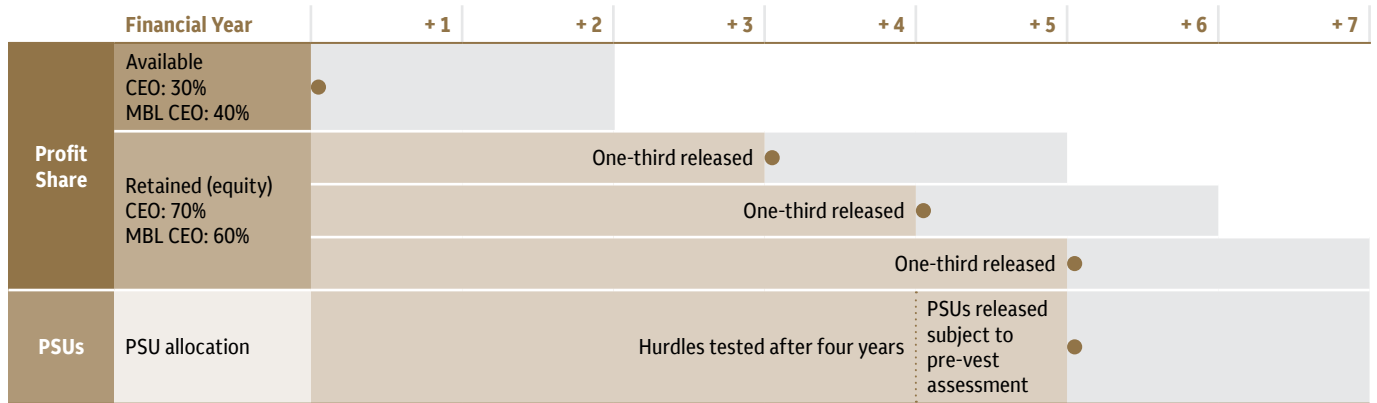 Financial Year + 1 + 2 + 3 + 4 + 5 + 6 + 7
Profit
Share
Available
CEO: 30%
MBL CEO: 40%
Retained (equity)
CEO: 70%
MBL CEO: 60%
One-third released
One-third released
One-third released
PSUs
PSU allocation
Hurdles tested after four years
PSUs released
subject to
pre-vest
assessment